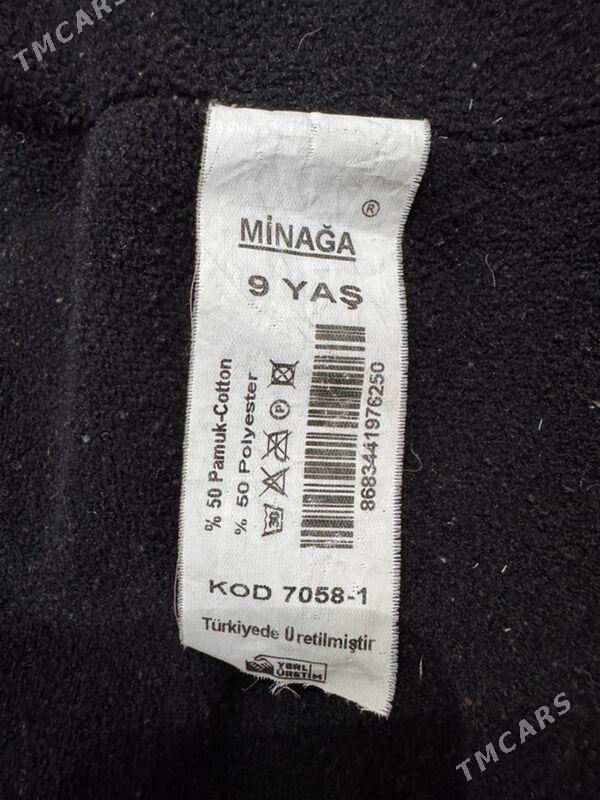 TMCARS
MİNAĞA ®
9 YAŞ
% 50 Pamuk-Cotton
% 50 Polyester
30
P
8683441976250
KOD 7058-1
Türkiyede Üretilmiştir
YERLİ
ÜRETİM
TMCARS